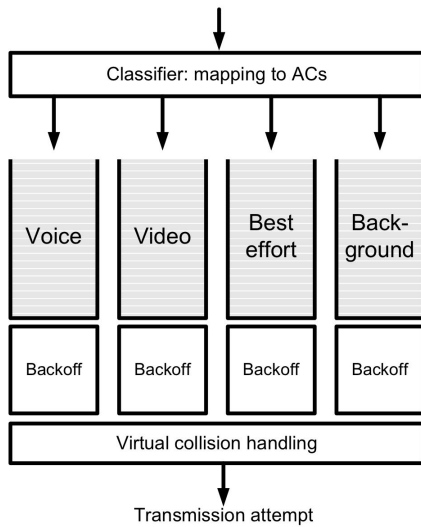 Classifier: mapping to ACs
Voice
Video
Best
effort
Back-
ground
Backoff
Backoff
Backoff
Backoff
Virtual collision handling
Transmission attempt